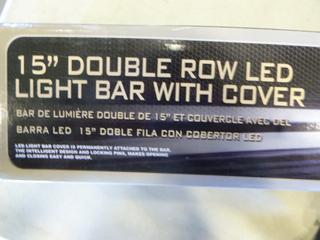 15” DOUBLE ROW LED
LIGHT BAR WITH COVER
BAR DE LUMIÈRE DOUBLE DE 15" ET COUVERCLE AVEC DEL
BARRA LED 15" DOBLE FILA CON COBERTOR LED
LED LIGHT BAR COVER IS PERMANENTLY ATTACHED TO THE BAR.
THE INTELLIGENT DESIGN AND LOCKING PINS, MAKES OPENING
AND CLOSING EASY AND QUICK.